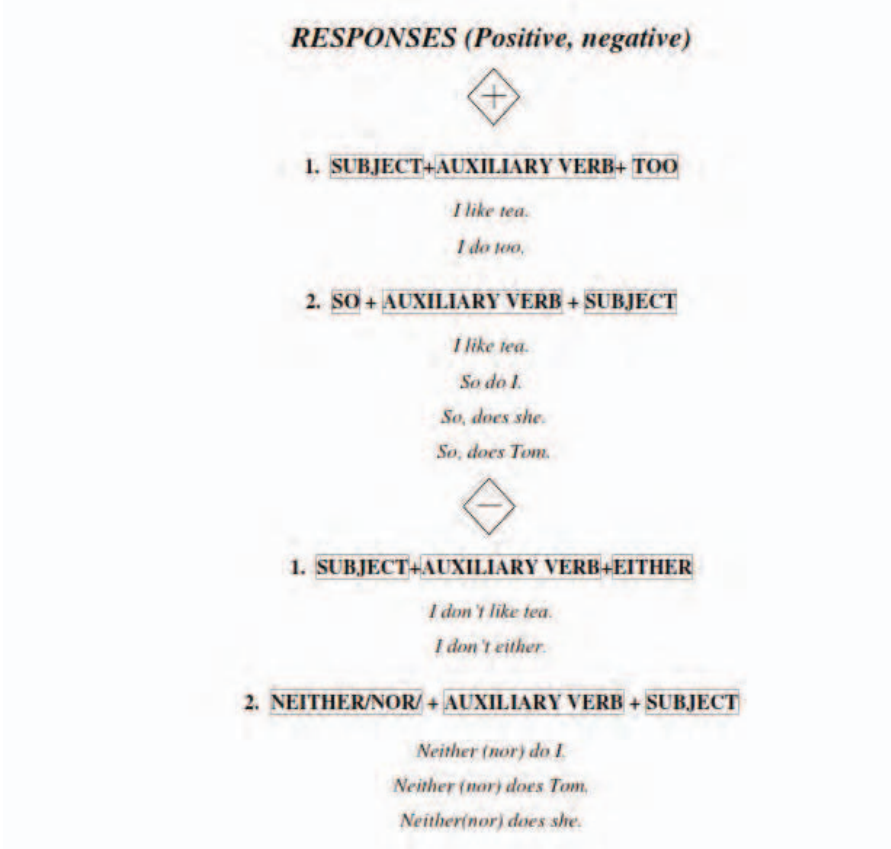 RESPONSES (Positive, negative)
+
1. SUBJECT+AUXILIARY VERB+ TOO
I like tea.
I do too.
2. SO + AUXILIARY VERB + SUBJECT
I like tea.
So do I.
So, does she.
So, does Tom.
−
1. SUBJECT+AUXILIARY VERB+EITHER
I don't like tea.
I don't either.
2. NEITHER/NOR/ + AUXILIARY VERB + SUBJECT
Neither (nor) do I.
Neither (nor) does Tom.
Neither(nor) does she.